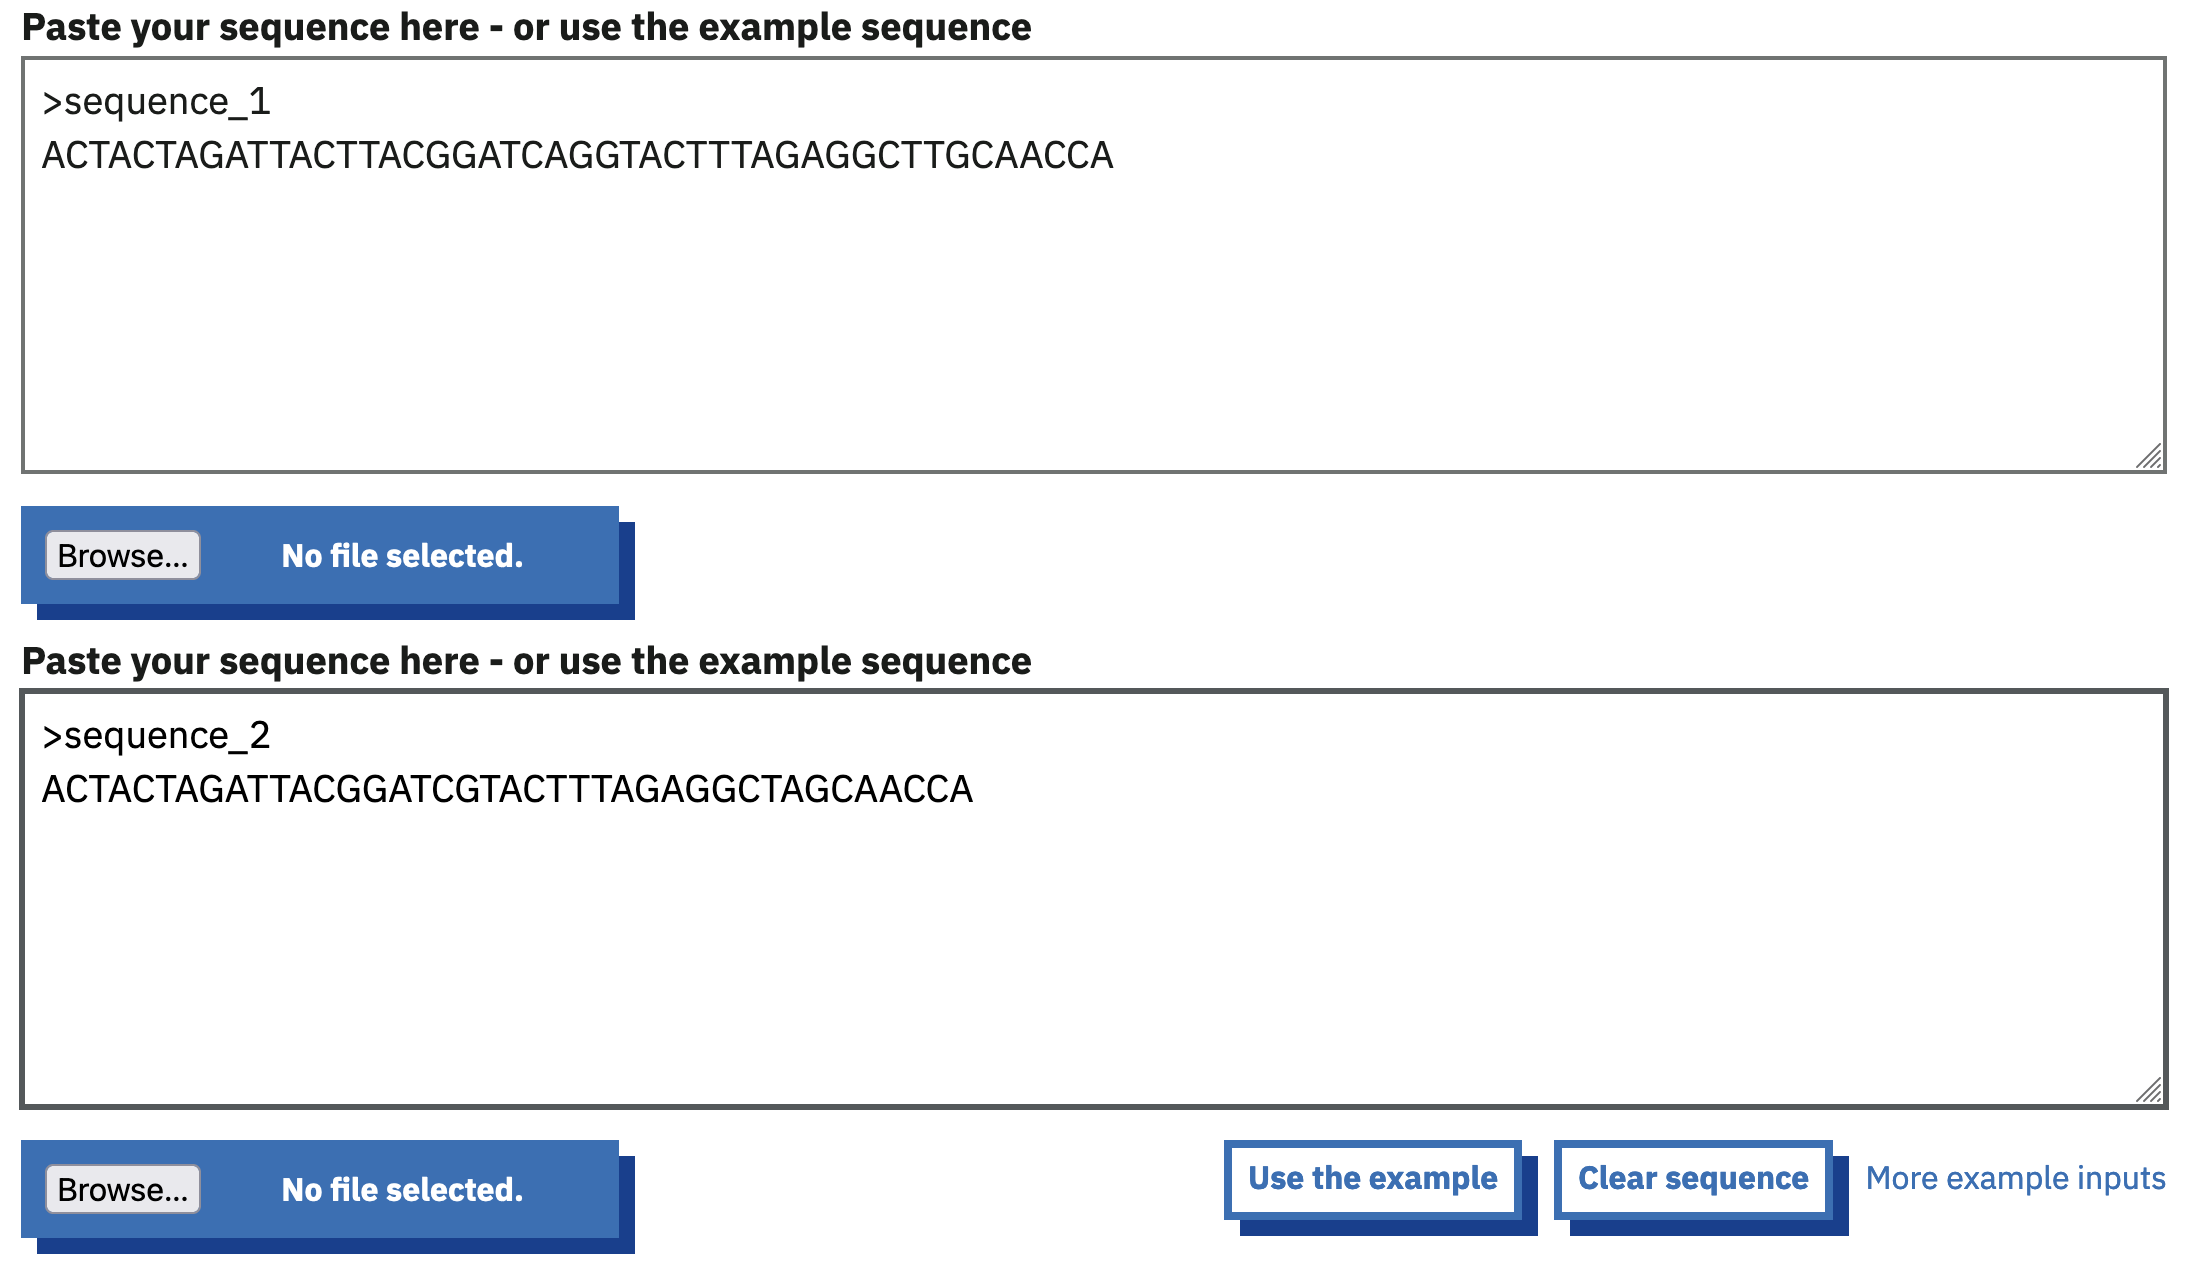 Paste your sequence here - or use the example sequence
>sequence_1
ACTACTAGATTACTTACGGATCAGGTACTTTAGAGGCTTGCAACCA
Browse... No file selected.
Paste your sequence here - or use the example sequence
>sequence_2
ACTACTAGATTACGGATCGTACTTTAGAGGCTAGCAACCA
Browse... No file selected. Use the example Clear sequence More example inputs